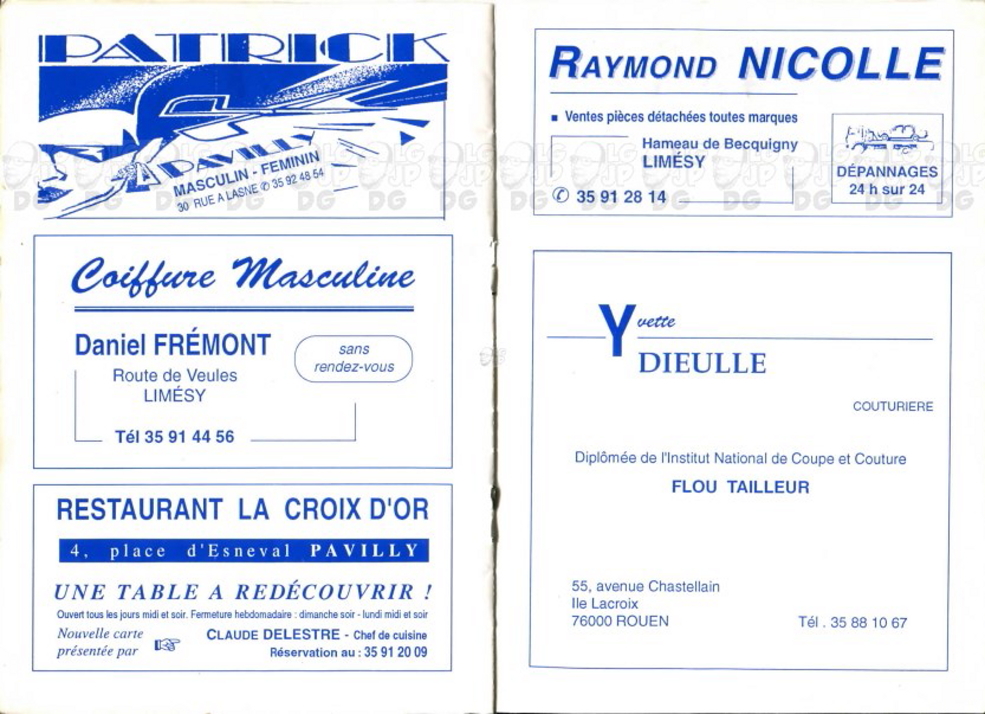 PATRICK
A PAVILLY
MASCULIN - FEMININ
30 RUE A LASNE ✆ 35 92 48 54
Coiffure Masculine
Daniel FRÉMONT
sans
rendez-vous
Route de Veules
LIMÉSY
Tél 35 91 44 56
RESTAURANT LA CROIX D'OR
4, place d'Esneval PAVILLY
UNE TABLE A REDÉCOUVRIR !
Ouvert tous les jours midi et soir. Fermeture hebdomadaire : dimanche soir - lundi midi et soir
Nouvelle carte
présentée par
CLAUDE DELESTRE - Chef de cuisine
Réservation au : 35 91 20 09
RAYMOND NICOLLE
▪ Ventes pièces détachées toutes marques
Hameau de Becquigny
LIMÉSY
✆ 35 91 28 14
DÉPANNAGES
24 h sur 24
Yvette
DIEULLE
COUTURIERE
Diplômée de l'Institut National de Coupe et Couture
FLOU TAILLEUR
55, avenue Chastellain
Ile Lacroix
76000 ROUEN
Tél . 35 88 10 67